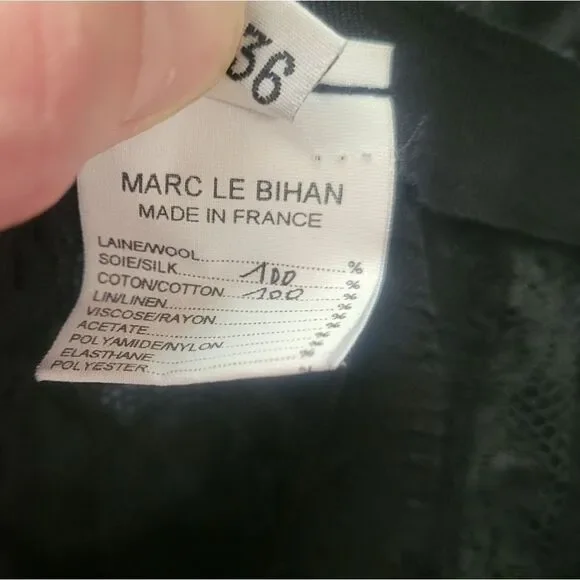 36
MARC LE BIHAN
MADE IN FRANCE
LAINE/WOOL..............................%
SOIE/SILK..........100..................%
COTON/COTTON....100..................%
LIN/LINEN..................................%
VISCOSE/RAYON.........................%
ACETATE...................................%
POLYAMIDE/NYLON....................%
ELASTHANE..............................%
POLYESTER..............................%